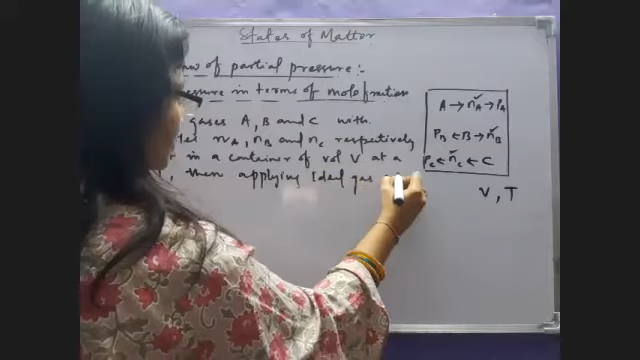 States of Matter
law of partial pressure :-
pressure in terms of mole fraction
gases A, B and C with
nA, nB and nC respectively
in a container of vol V at a
, then applying Ideal gas
A → nA → PA
PB ← B → nB
PC ← nC ← C
V, T